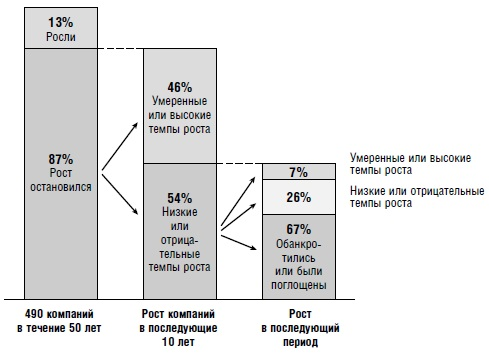 13%
Росли
87%
Рост
остановился
46%
Умеренные
или высокие
темпы роста
54%
Низкие
или
отрица-
тельные
темпы роста
7%
26%
67%
Обанкро-
тились
или были
поглощены
Умеренные или высокие
темпы роста
Низкие или отрицательные
темпы роста
490 компаний
в течение 50 лет
Рост компаний
в последующие
10 лет
Рост
в последующий
период